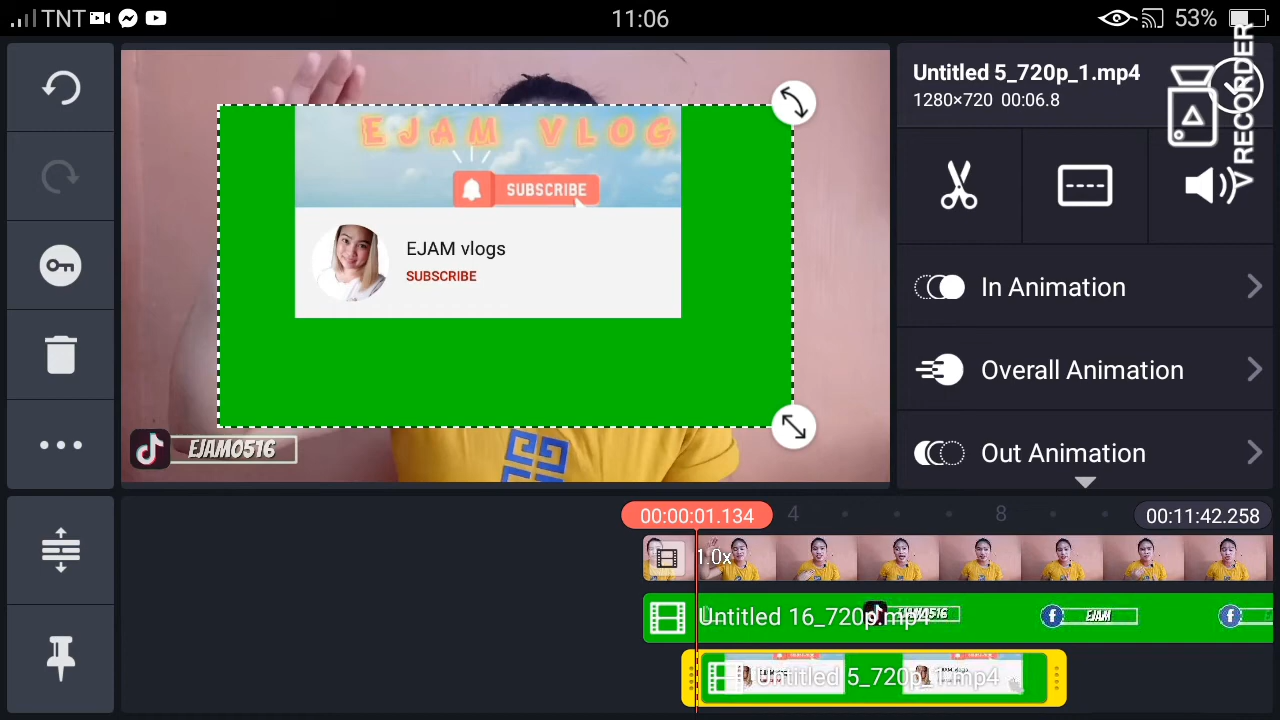 TNT
11:06
53%
Untitled 5_720p_1.mp4
1280×720 00:06.8
V RECORDER
EJAM VLOG
SUBSCRIBE
EJAM vlogs
SUBSCRIBE
EJAM0516
In Animation
Overall Animation
Out Animation
00:00:01.134
4
8
00:11:42.258
1.0x
Untitled 16_720p.mp4
EJAM0516
EJAM
Untitled 5_720p_1.mp4